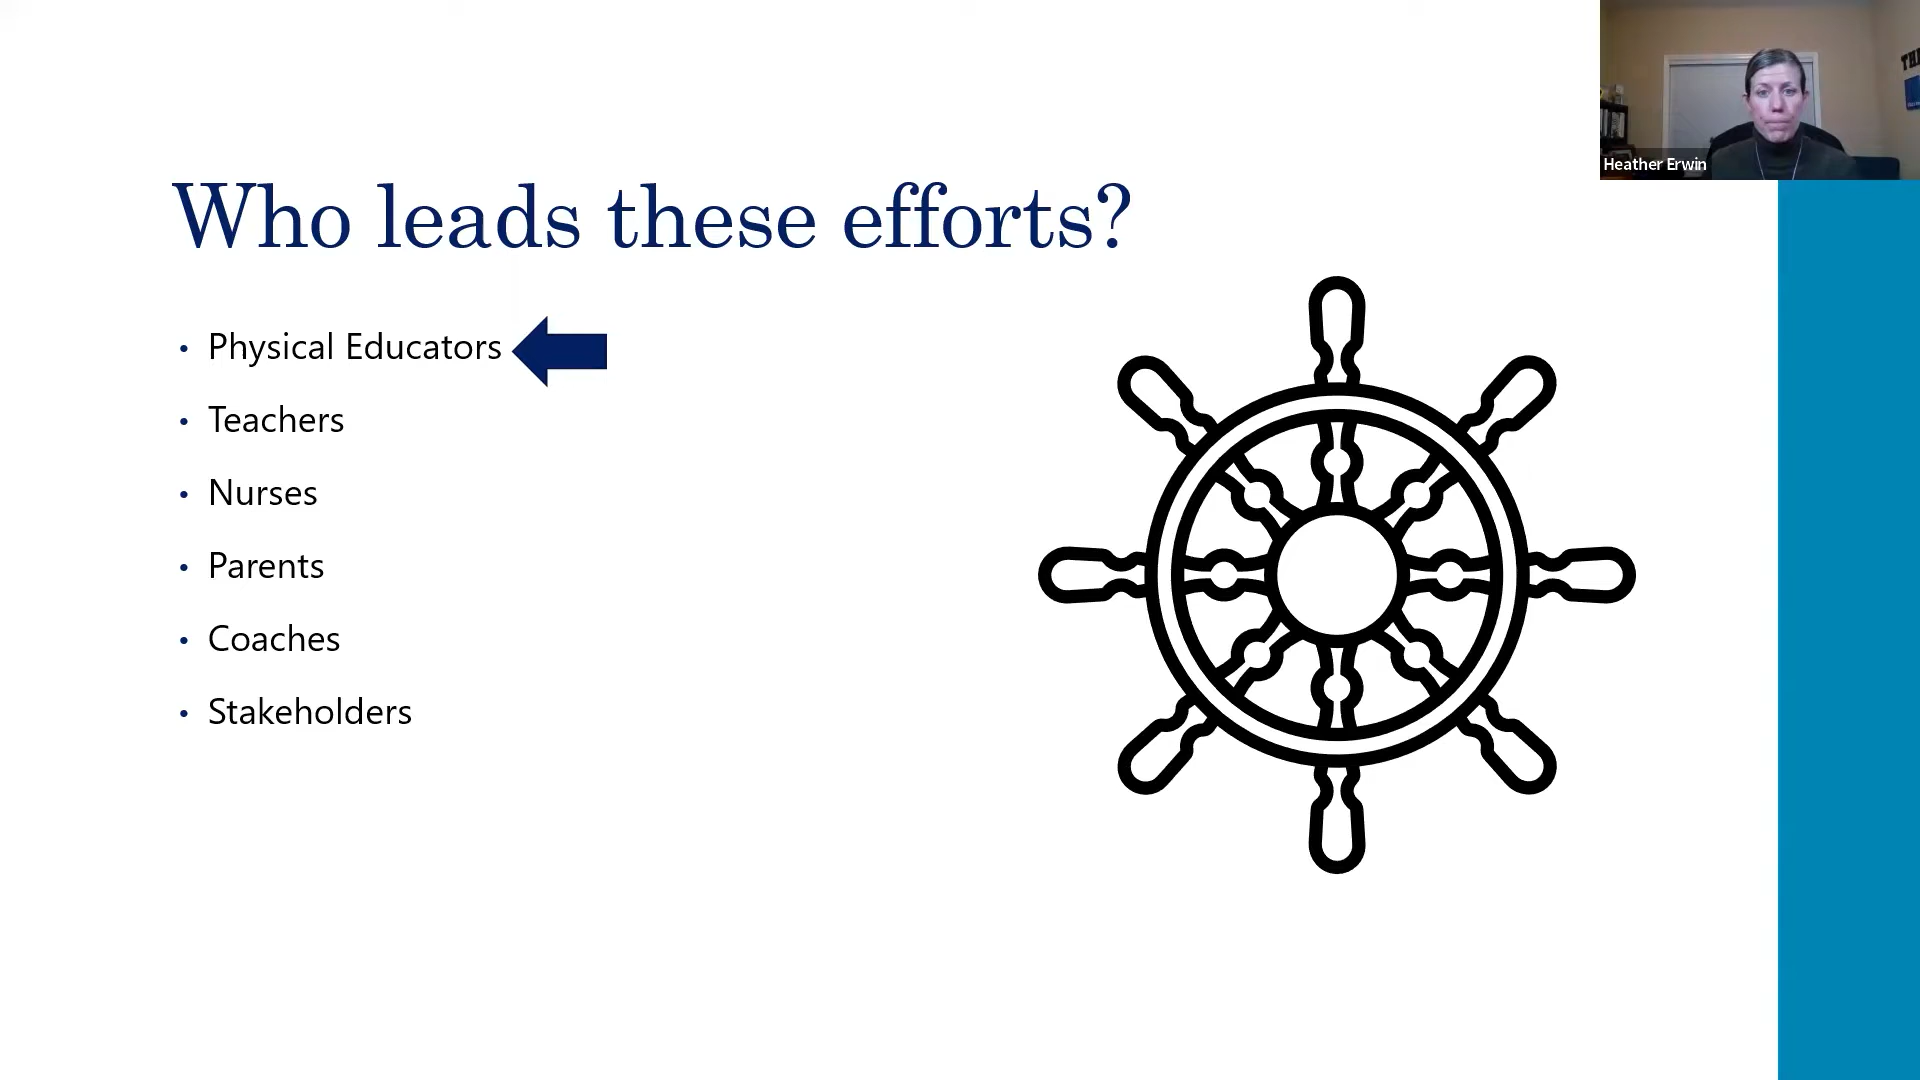 Who leads these efforts?
• Physical Educators
• Teachers
• Nurses
• Parents
• Coaches
• Stakeholders
Heather Erwin